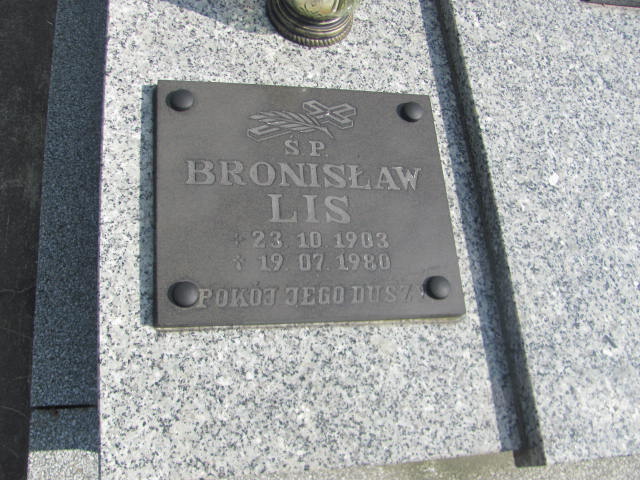 S.P.
BRONISŁAW
LIS
* 23. 10. 1903
✝ 19. 07. 1980
POKÓJ JEGO DUSZY